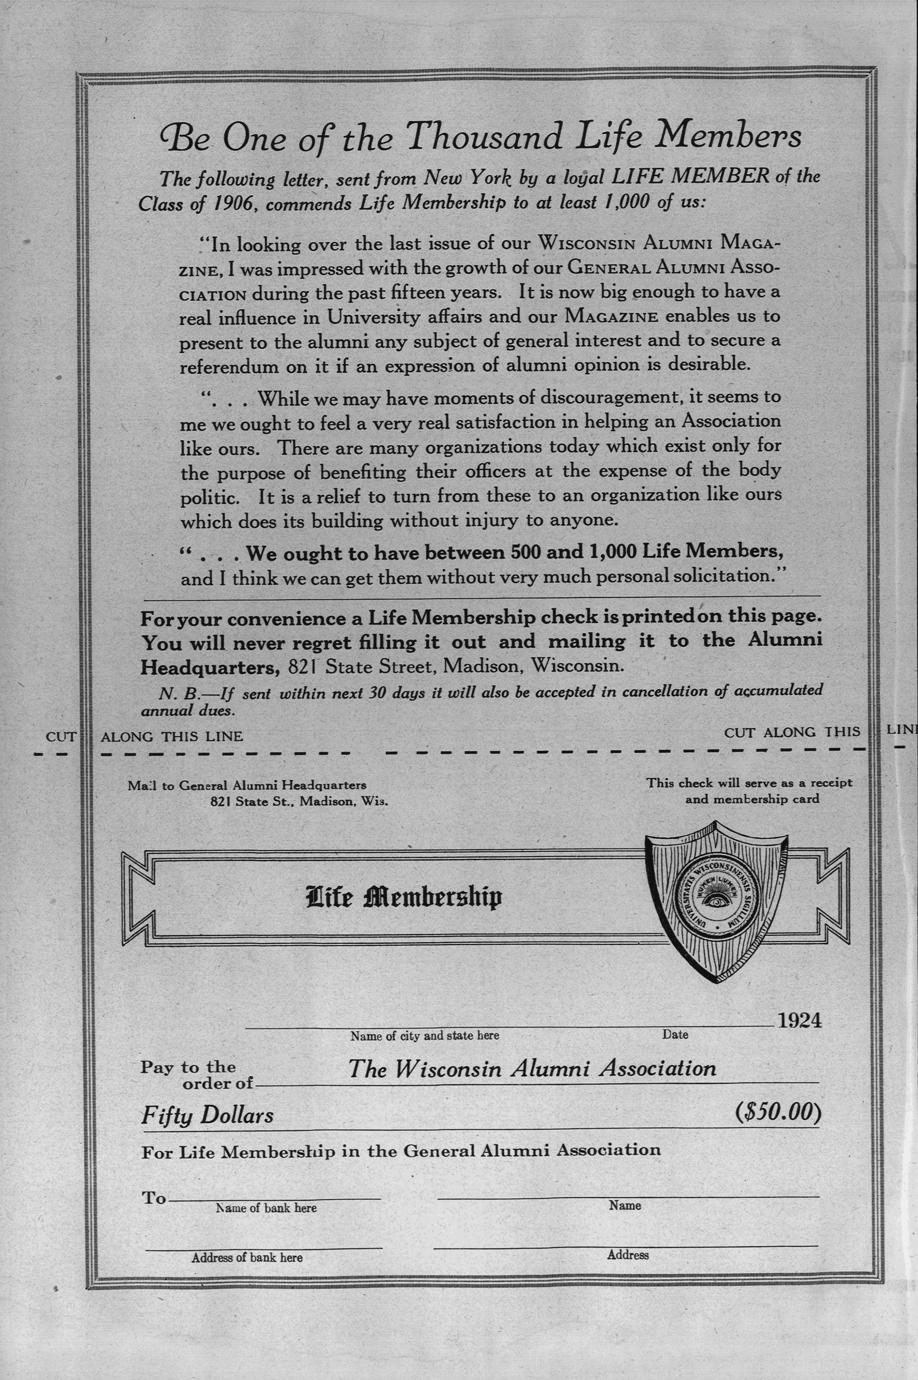 Be One of the Thousand Life Members
The following letter, sent from New York by a loyal LIFE MEMBER of the
Class of 1906, commends Life Membership to at least 1,000 of us:
"In looking over the last issue of our WISCONSIN ALUMNI MAGA-
ZINE, I was impressed with the growth of our GENERAL ALUMNI ASSO-
CIATION during the past fifteen years. It is now big enough to have a
real influence in University affairs and our MAGAZINE enables us to
present to the alumni any subject of general interest and to secure a
referendum on it if an expression of alumni opinion is desirable.
". . . While we may have moments of discouragement, it seems to
me we ought to feel a very real satisfaction in helping an Association
like ours. There are many organizations today which exist only for
the purpose of benefiting their officers at the expense of the body
politic. It is a relief to turn from these to an organization like ours
which does its building without injury to anyone.
" . . . We ought to have between 500 and 1,000 Life Members,
and I think we can get them without very much personal solicitation."
For your convenience a Life Membership check is printed on this page.
You will never regret filling it out and mailing it to the Alumni
Headquarters, 821 State Street, Madison, Wisconsin.
N. B.—If sent within next 30 days it will also be accepted in cancellation of accumulated
annual dues.
CUT ALONG THIS LINE CUT ALONG THIS LINE
Mail to General Alumni Headquarters
821 State St., Madison, Wis.
This check will serve as a receipt
and membership card
Life Membership
UNIVERSITATIS WISCONSINENSIS SIGILLUM
NUMEN LUMEN
1924
Name of city and state here Date
Pay to the
order of The Wisconsin Alumni Association
Fifty Dollars ($50.00)
For Life Membership in the General Alumni Association
To
Name of bank here Name
Address of bank here Address